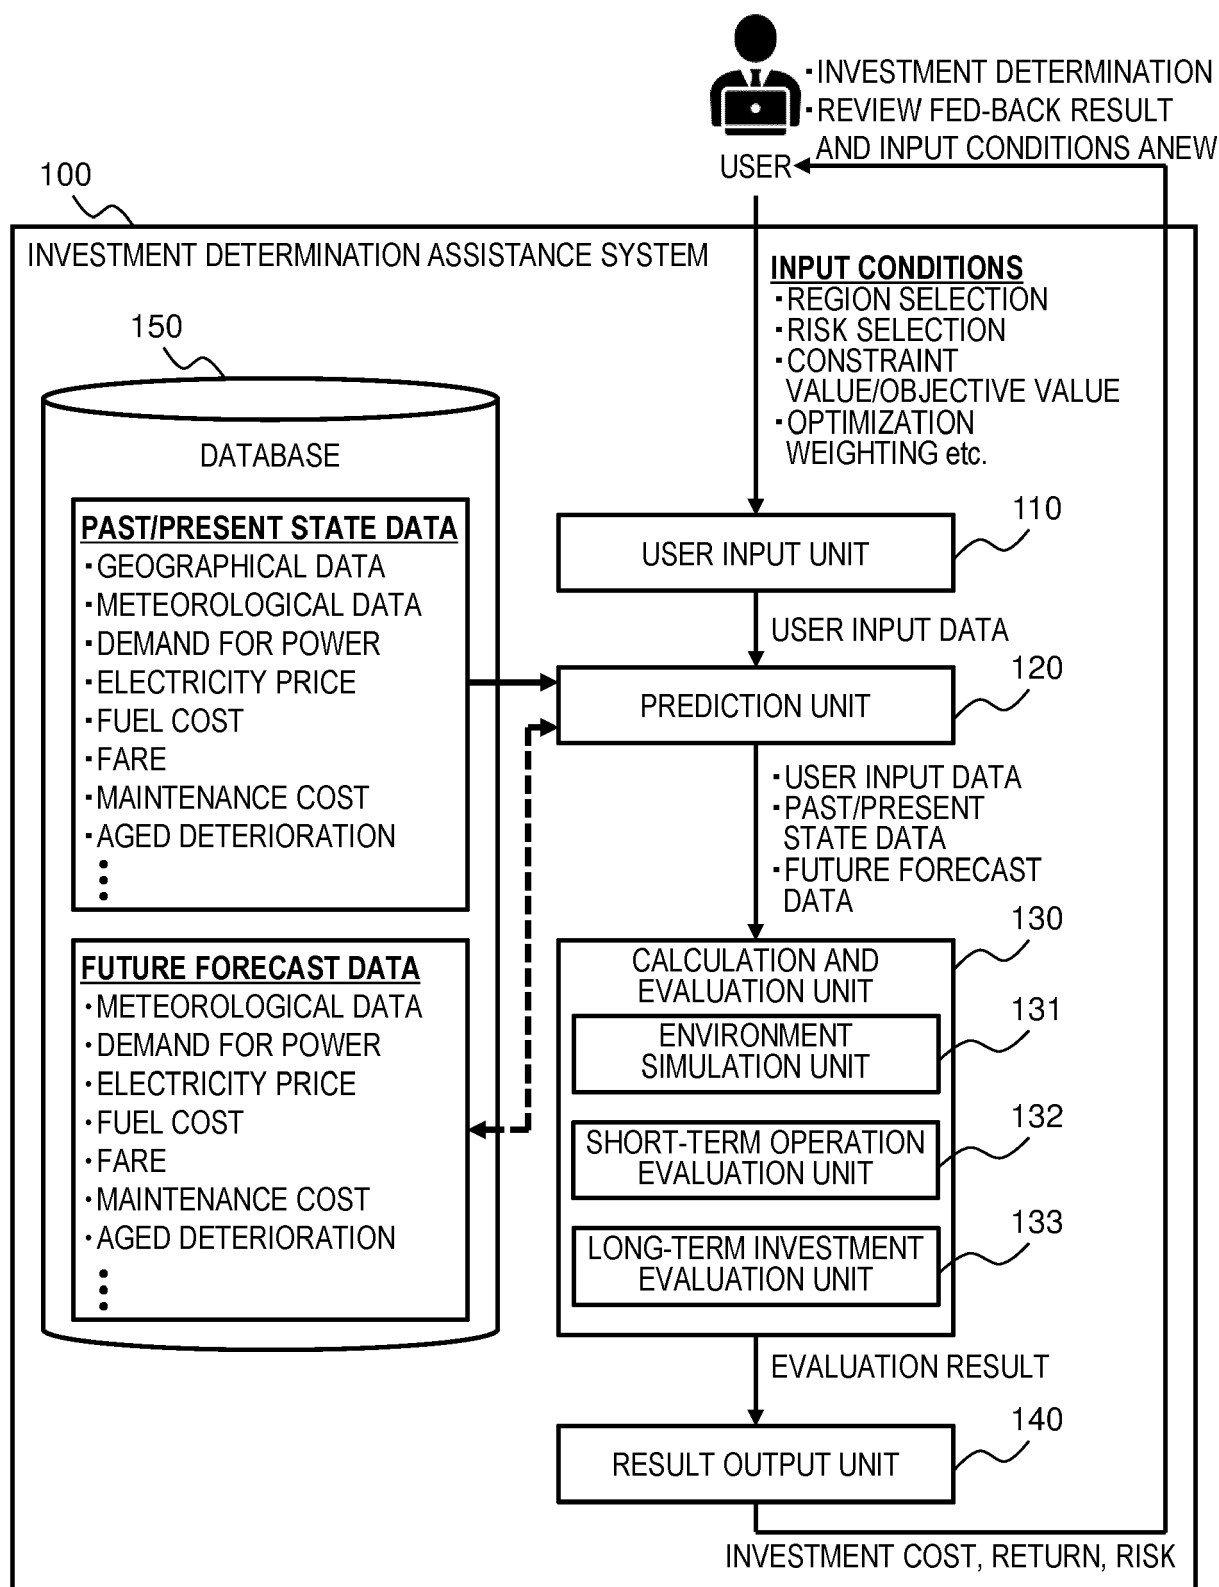 ・INVESTMENT DETERMINATION
・REVIEW FED-BACK RESULT
AND INPUT CONDITIONS ANEW
USER
100
INVESTMENT DETERMINATION ASSISTANCE SYSTEM
INPUT CONDITIONS
・REGION SELECTION
・RISK SELECTION
・CONSTRAINT
VALUE/OBJECTIVE VALUE
・OPTIMIZATION
WEIGHTING etc.
150
DATABASE
PAST/PRESENT STATE DATA
・GEOGRAPHICAL DATA
・METEOROLOGICAL DATA
・DEMAND FOR POWER
・ELECTRICITY PRICE
・FUEL COST
・FARE
・MAINTENANCE COST
・AGED DETERIORATION
FUTURE FORECAST DATA
・METEOROLOGICAL DATA
・DEMAND FOR POWER
・ELECTRICITY PRICE
・FUEL COST
・FARE
・MAINTENANCE COST
・AGED DETERIORATION
110
USER INPUT UNIT
USER INPUT DATA
120
PREDICTION UNIT
・USER INPUT DATA
・PAST/PRESENT
STATE DATA
・FUTURE FORECAST
DATA
130
CALCULATION AND
EVALUATION UNIT
131
ENVIRONMENT
SIMULATION UNIT
132
SHORT-TERM OPERATION
EVALUATION UNIT
133
LONG-TERM INVESTMENT
EVALUATION UNIT
EVALUATION RESULT
140
RESULT OUTPUT UNIT
INVESTMENT COST, RETURN, RISK